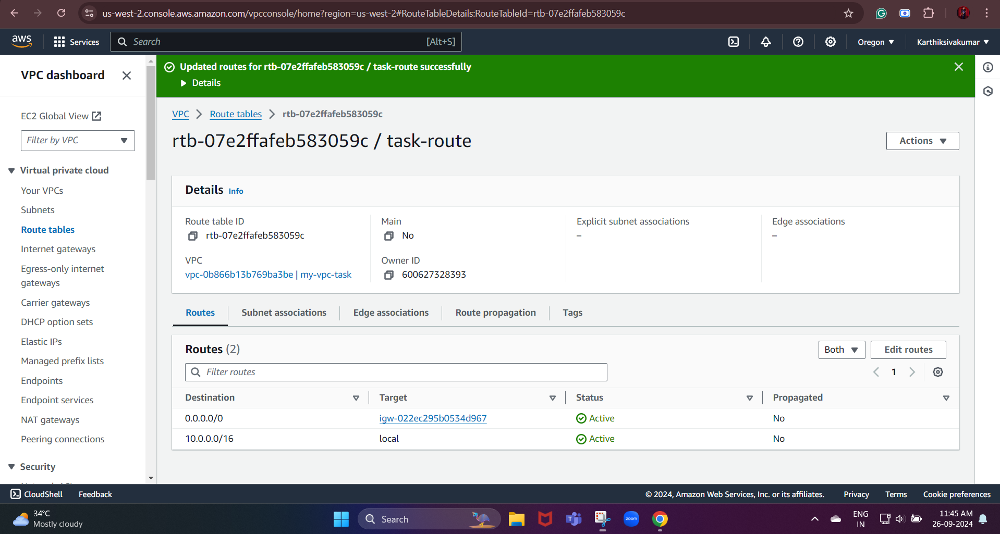 us-west-2.console.aws.amazon.com/vpcconsole/home?region=us-west-2#RouteTableDetails:RouteTableId=rtb-07e2ffafeb583059c
aws
Services
Search
[Alt+S]
Oregon
Karthiksivakumar
VPC dashboard
EC2 Global View
Filter by VPC
Virtual private cloud
Your VPCs
Subnets
Route tables
Internet gateways
Egress-only internet
gateways
Carrier gateways
DHCP option sets
Elastic IPs
Managed prefix lists
Endpoints
Endpoint services
NAT gateways
Peering connections
Security
Updated routes for rtb-07e2ffafeb583059c / task-route successfully
Details
VPC > Route tables > rtb-07e2ffafeb583059c
rtb-07e2ffafeb583059c / task-route
Actions
Details Info
Route table ID
rtb-07e2ffafeb583059c
Main
No
Explicit subnet associations
–
Edge associations
–
VPC
vpc-0b866b13b769ba3be | my-vpc-task
Owner ID
600627328393
Routes
Subnet associations
Edge associations
Route propagation
Tags
Routes (2)
Both
Edit routes
Filter routes
1
Destination Target Status Propagated
0.0.0.0/0 igw-022ec295b0534d967 Active No
10.0.0.0/16 local Active No
CloudShell
Feedback
© 2024, Amazon Web Services, Inc. or its affiliates.
Privacy
Terms
Cookie preferences
34°C
Mostly cloudy
Search
zoom
ENG
IN
11:45 AM
26-09-2024